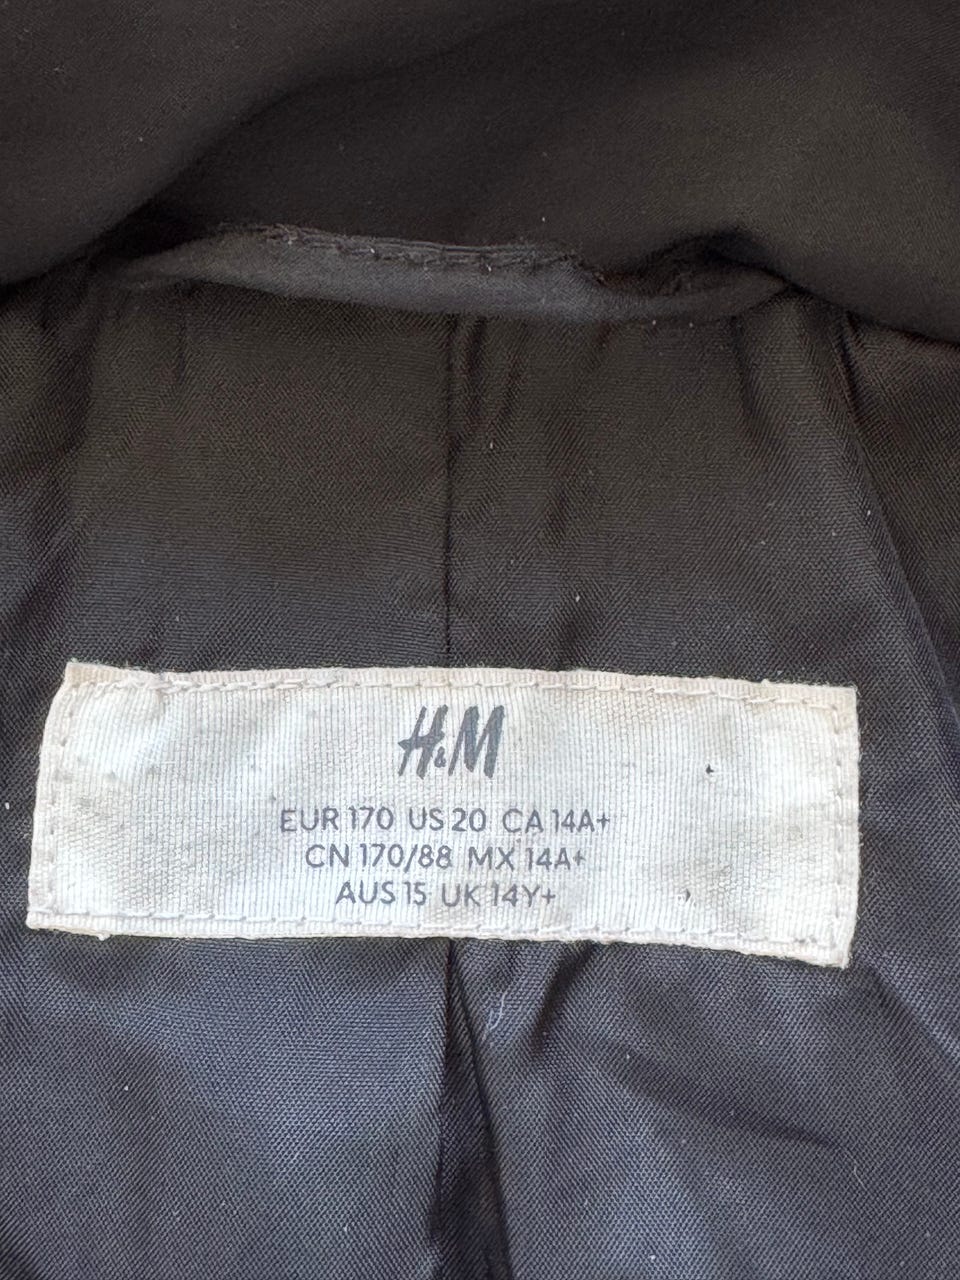 H&M
EUR 170 US 20 CA 14A+
CN 170/88 MX 14A+
AUS 15 UK 14Y+